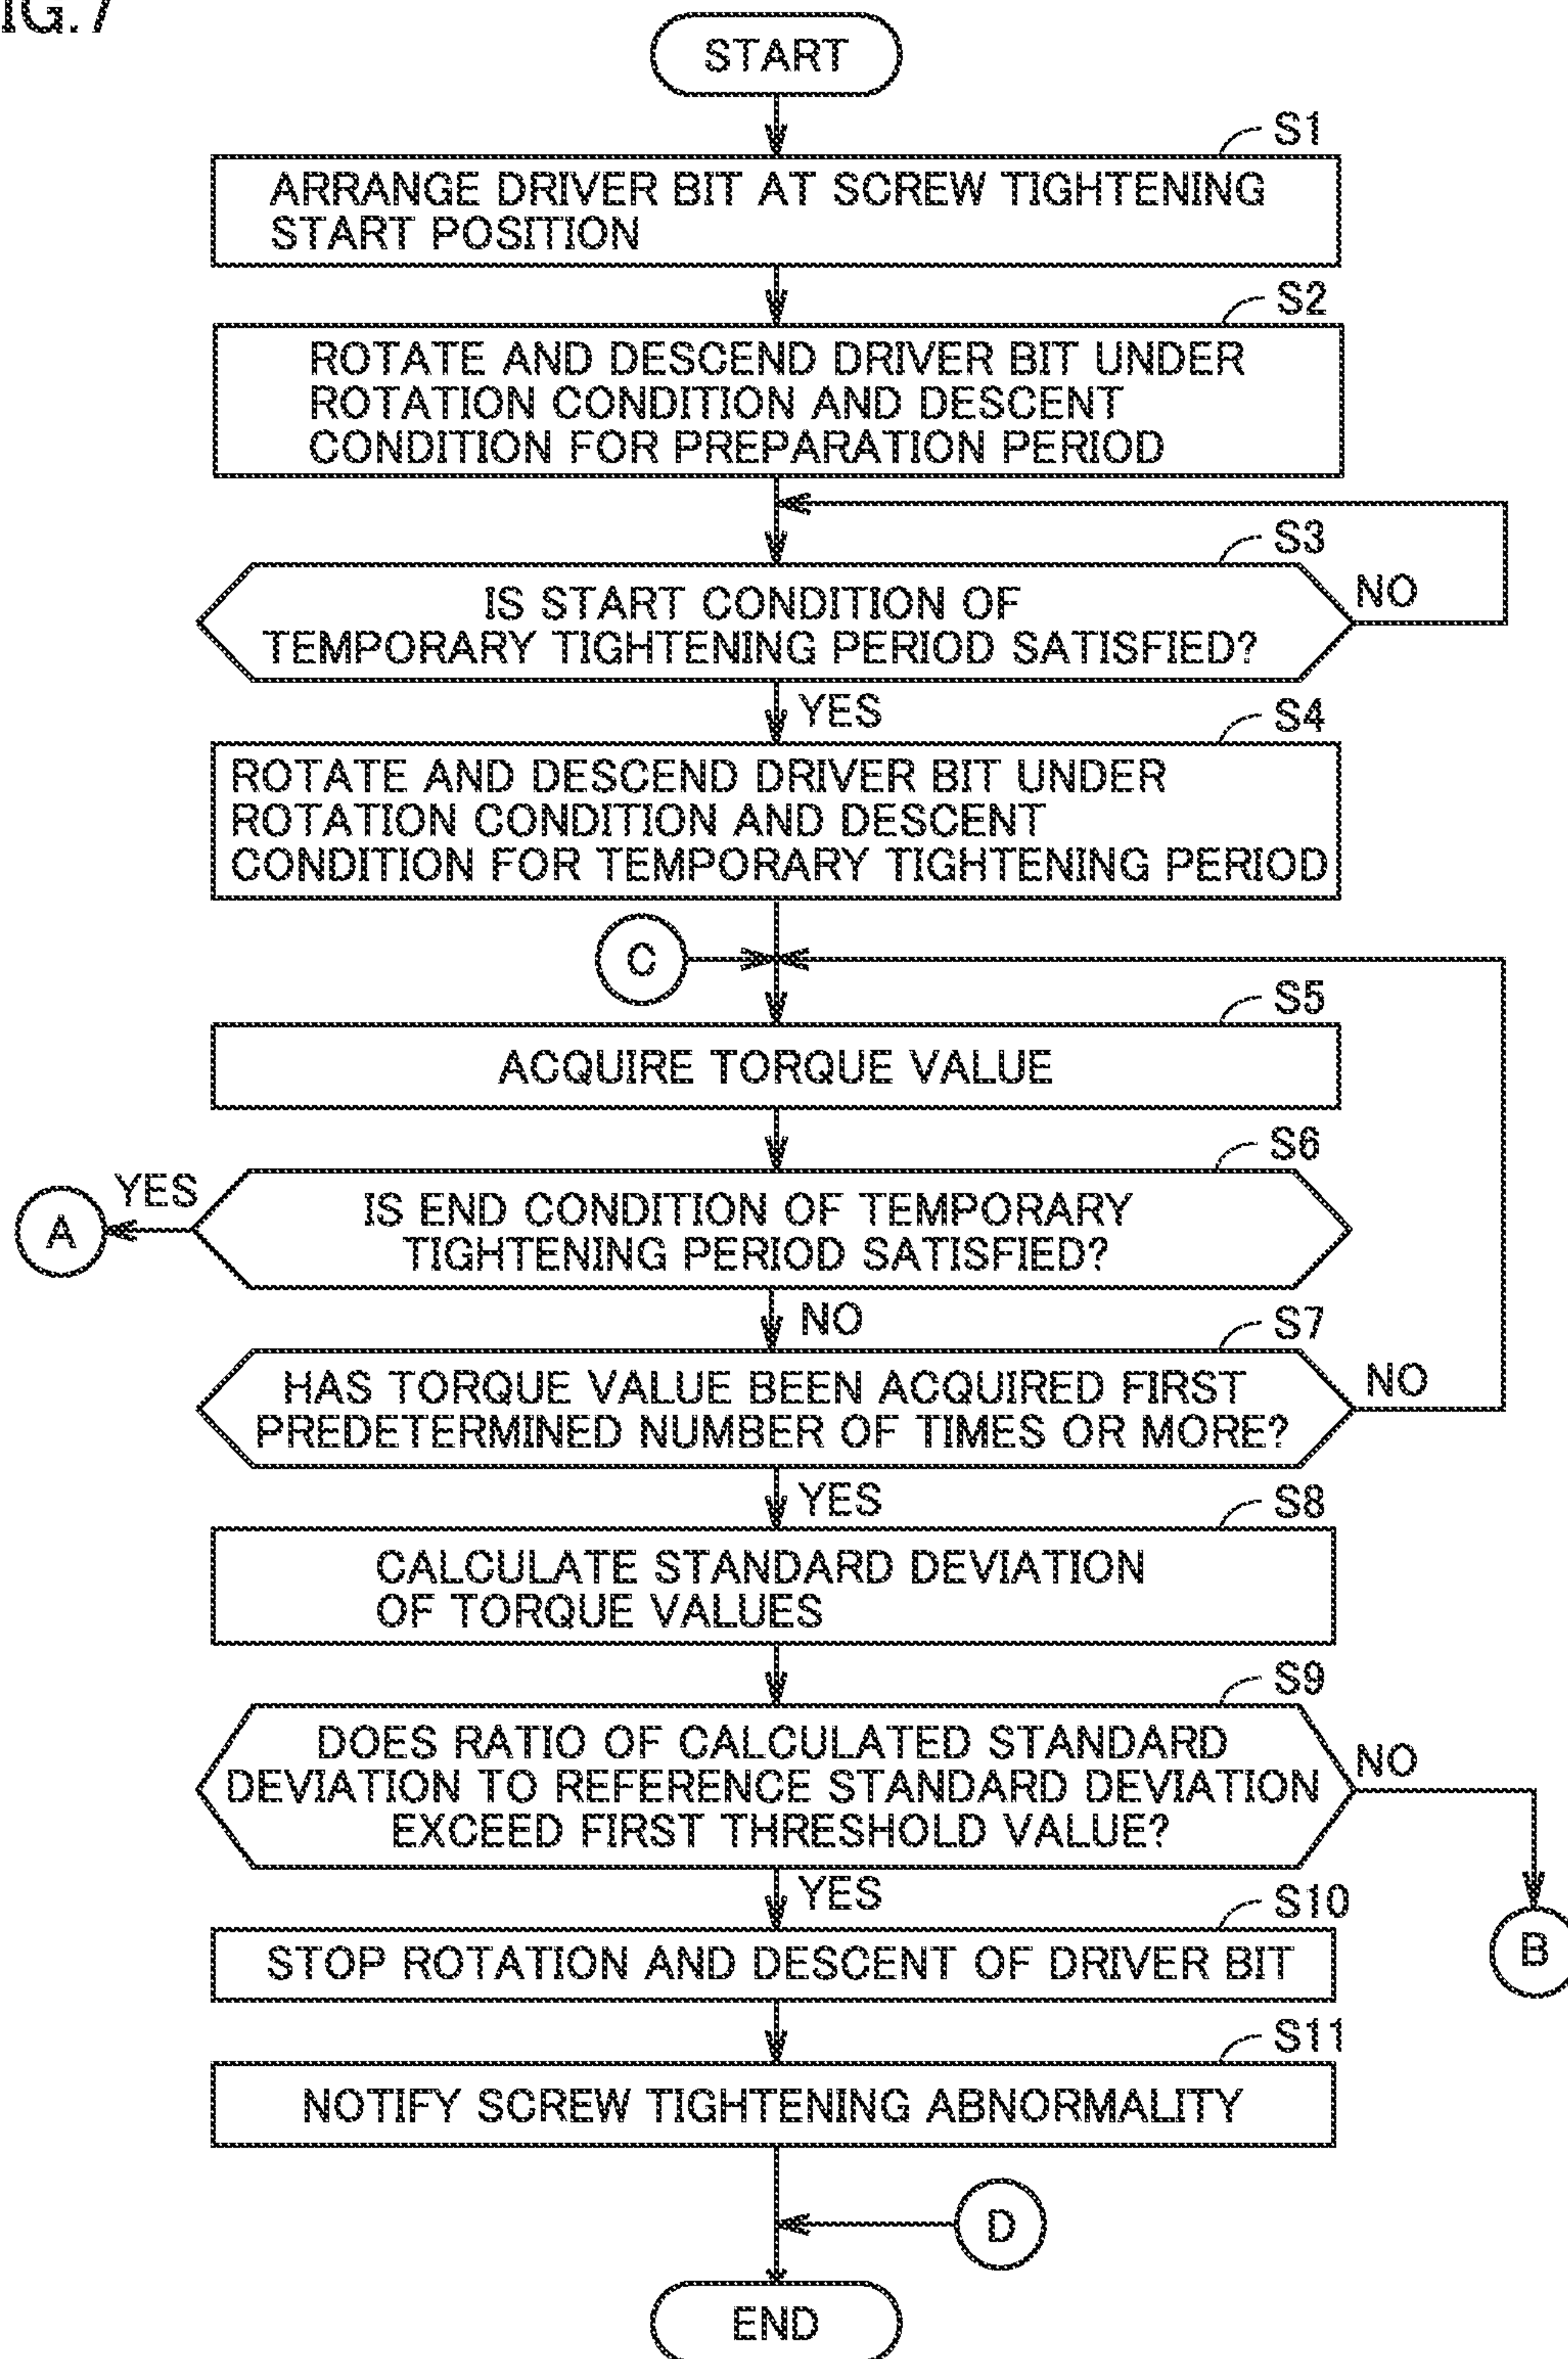 FIG.7
START
S1
ARRANGE DRIVER BIT AT SCREW TIGHTENING
START POSITION
S2
ROTATE AND DESCEND DRIVER BIT UNDER
ROTATION CONDITION AND DESCENT
CONDITION FOR PREPARATION PERIOD
S3
IS START CONDITION OF
TEMPORARY TIGHTENING PERIOD SATISFIED?
NO
YES
S4
ROTATE AND DESCEND DRIVER BIT UNDER
ROTATION CONDITION AND DESCENT
CONDITION FOR TEMPORARY TIGHTENING PERIOD
C
S5
ACQUIRE TORQUE VALUE
S6
YES
A
IS END CONDITION OF TEMPORARY
TIGHTENING PERIOD SATISFIED?
NO
S7
HAS TORQUE VALUE BEEN ACQUIRED FIRST
PREDETERMINED NUMBER OF TIMES OR MORE?
NO
YES
S8
CALCULATE STANDARD DEVIATION
OF TORQUE VALUES
S9
DOES RATIO OF CALCULATED STANDARD
DEVIATION TO REFERENCE STANDARD DEVIATION
EXCEED FIRST THRESHOLD VALUE?
NO
YES
B
S10
STOP ROTATION AND DESCENT OF DRIVER BIT
S11
NOTIFY SCREW TIGHTENING ABNORMALITY
D
END